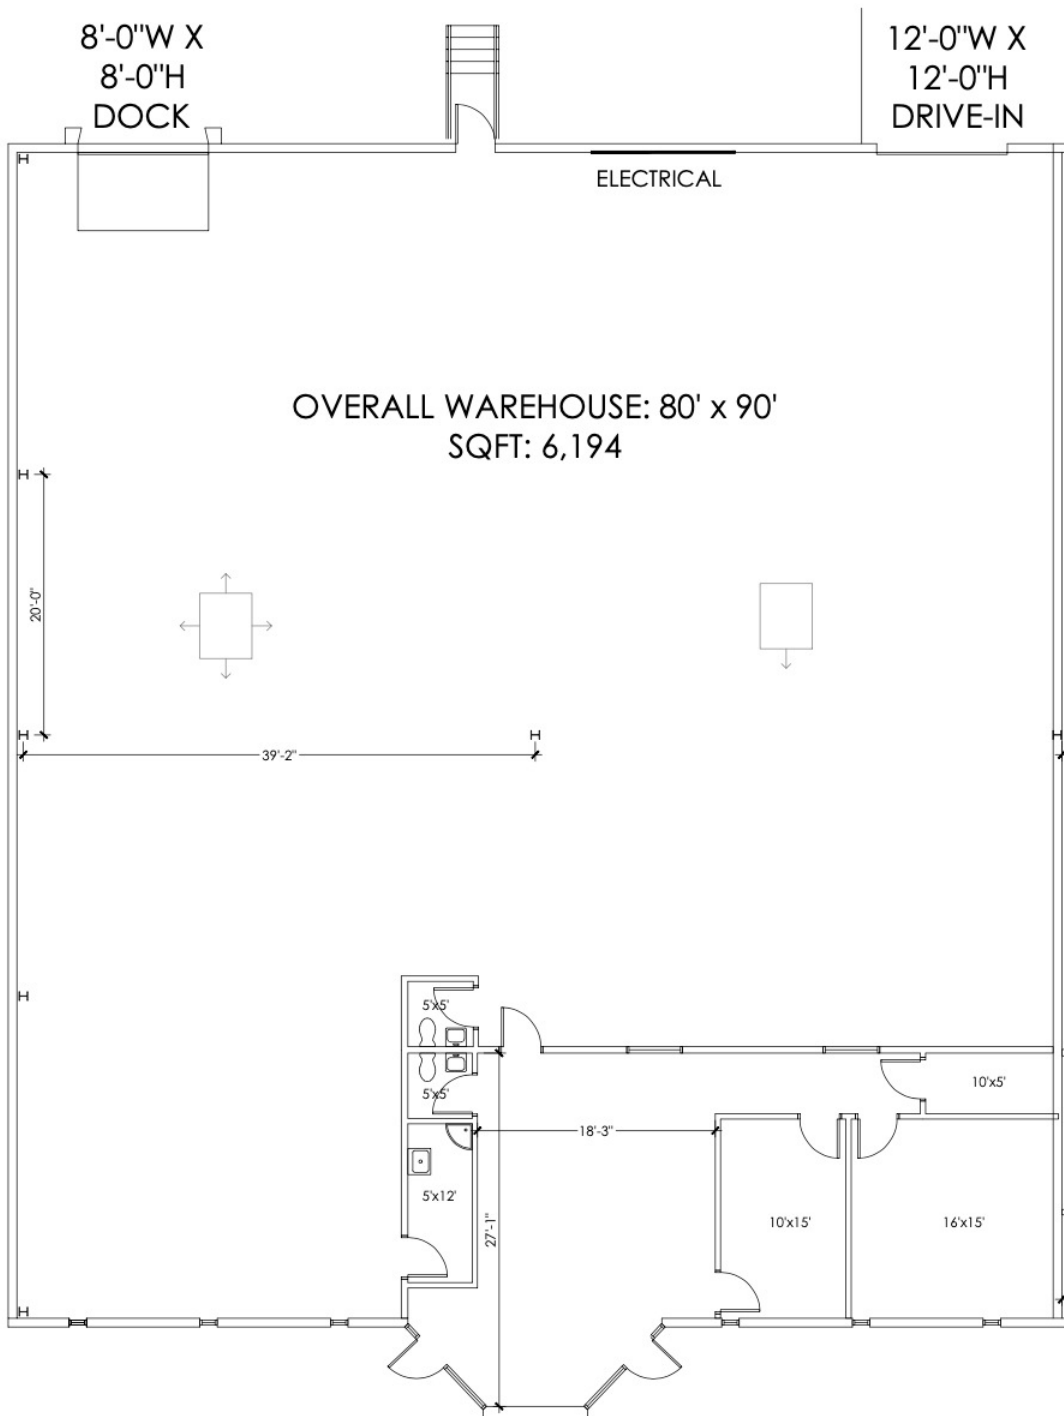 8'-0"W X
8'-0"H
DOCK
12'-0"W X
12'-0"H
DRIVE-IN
ELECTRICAL
OVERALL WAREHOUSE: 80' x 90'
SQFT: 6,194
20'-0"
39'-2"
5'x5'
5'x5'
10'x5'
18'-3"
5'x12'
27'-1"
10'x15'
16'x15'